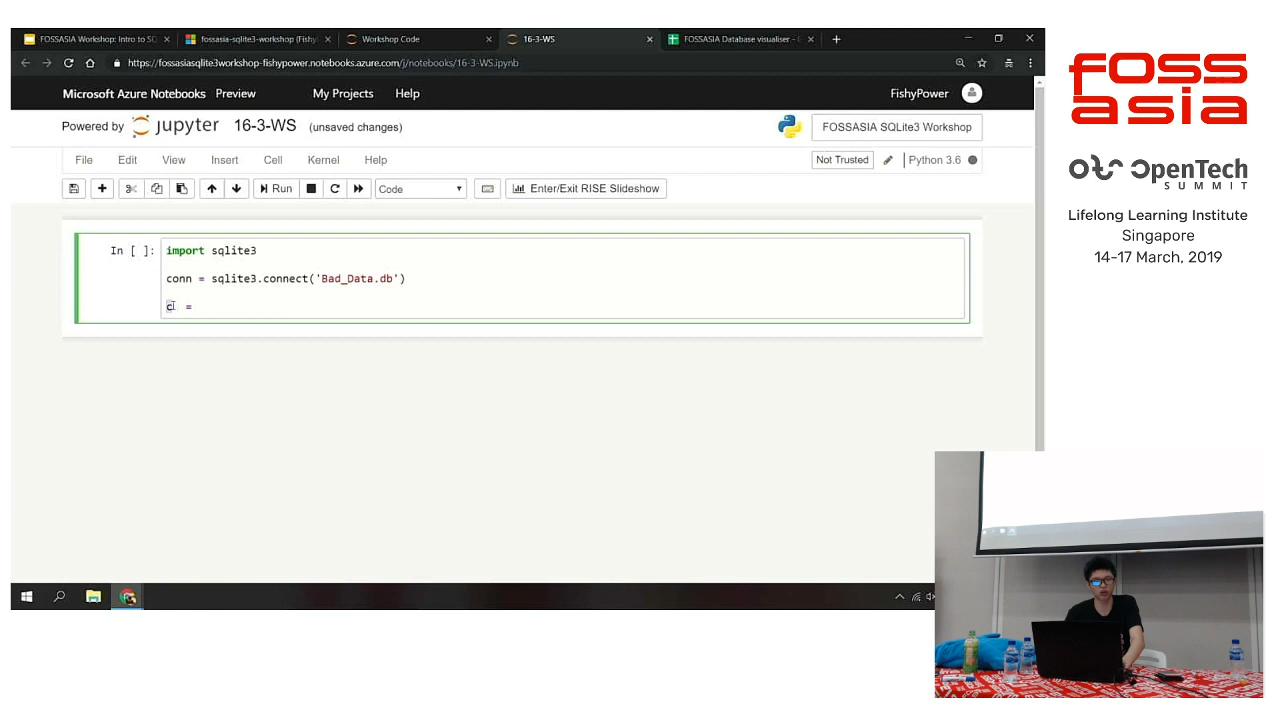 FOSSASIA Workshop: Intro to SQ
fossasia-sqlite3-workshop (Fishy
Workshop Code
16-3-WS
FOSSASIA Database visualiser -
https://fossasiasqlite3workshop-fishypower.notebooks.azure.com/j/notebooks/16-3-WS.ipynb
Microsoft Azure Notebooks Preview My Projects Help FishyPower
Powered by jupyter 16-3-WS (unsaved changes) FOSSASIA SQLite3 Workshop
File Edit View Insert Cell Kernel Help Not Trusted Python 3.6
Run Code Enter/Exit RISE Slideshow
In [ ]: import sqlite3
conn = sqlite3.connect('Bad_Data.db')
c =
FOSS
ASIA
OpenTech
SUMMIT
Lifelong Learning Institute
Singapore
14-17 March, 2019